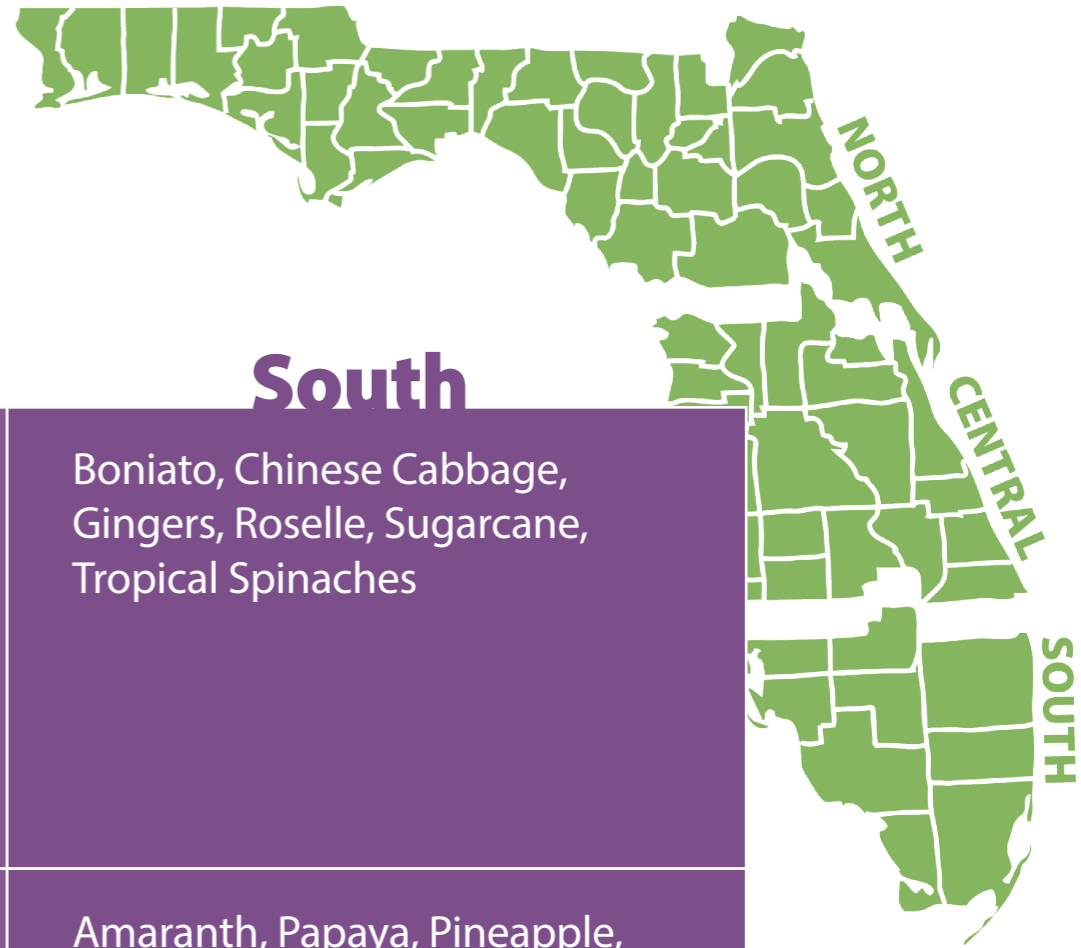 NORTH
South
CENTRAL
Boniato, Chinese Cabbage,
Gingers, Roselle, Sugarcane,
Tropical Spinaches
SOUTH
Amaranth, Papaya, Pineapple,